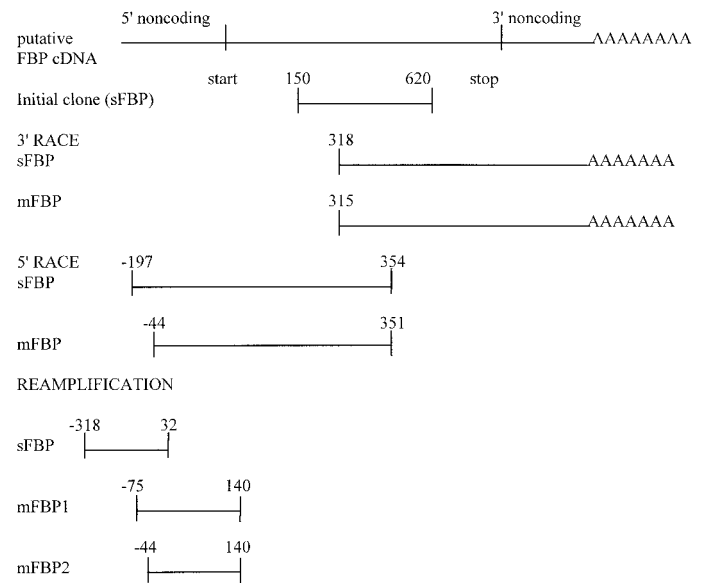 5' noncoding 3' noncoding
putative AAAAAAAA
FBP cDNA
start 150 620 stop
Initial clone (sFBP)
3' RACE 318
sFBP AAAAAAA
mFBP 315
AAAAAAA
5' RACE -197 354
sFBP
-44 351
mFBP
REAMPLIFICATION
-318 32
sFBP
-75 140
mFBP1
-44 140
mFBP2